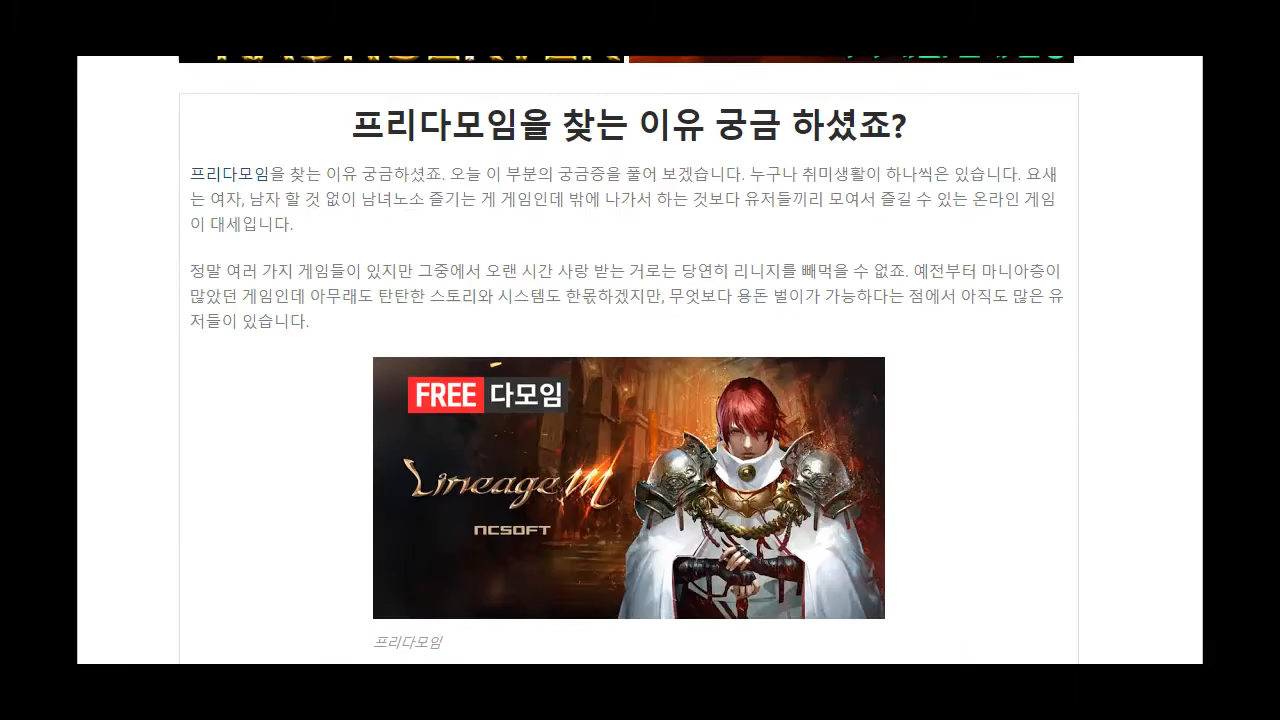 프리다모임을 찾는 이유 궁금 하셨죠?
프리다모임을 찾는 이유 궁금하셨죠. 오늘 이 부분의 궁금증을 풀어 보겠습니다. 누구나 취미생활이 하나씩은 있습니다. 요새
는 여자, 남자 할 것 없이 남녀노소 즐기는 게 게임인데 밖에 나가서 하는 것보다 유저들끼리 모여서 즐길 수 있는 온라인 게임
이 대세입니다.
정말 여러 가지 게임들이 있지만 그중에서 오랜 시간 사랑 받는 거로는 당연히 리니지를 빼먹을 수 없죠. 예전부터 마니아층이
많았던 게임인데 아무래도 탄탄한 스토리와 시스템도 한몫하겠지만, 무엇보다 용돈 벌이가 가능하다는 점에서 아직도 많은 유
저들이 있습니다.
FREE 다모임
Lineage M
NCSOFT
프리다모임